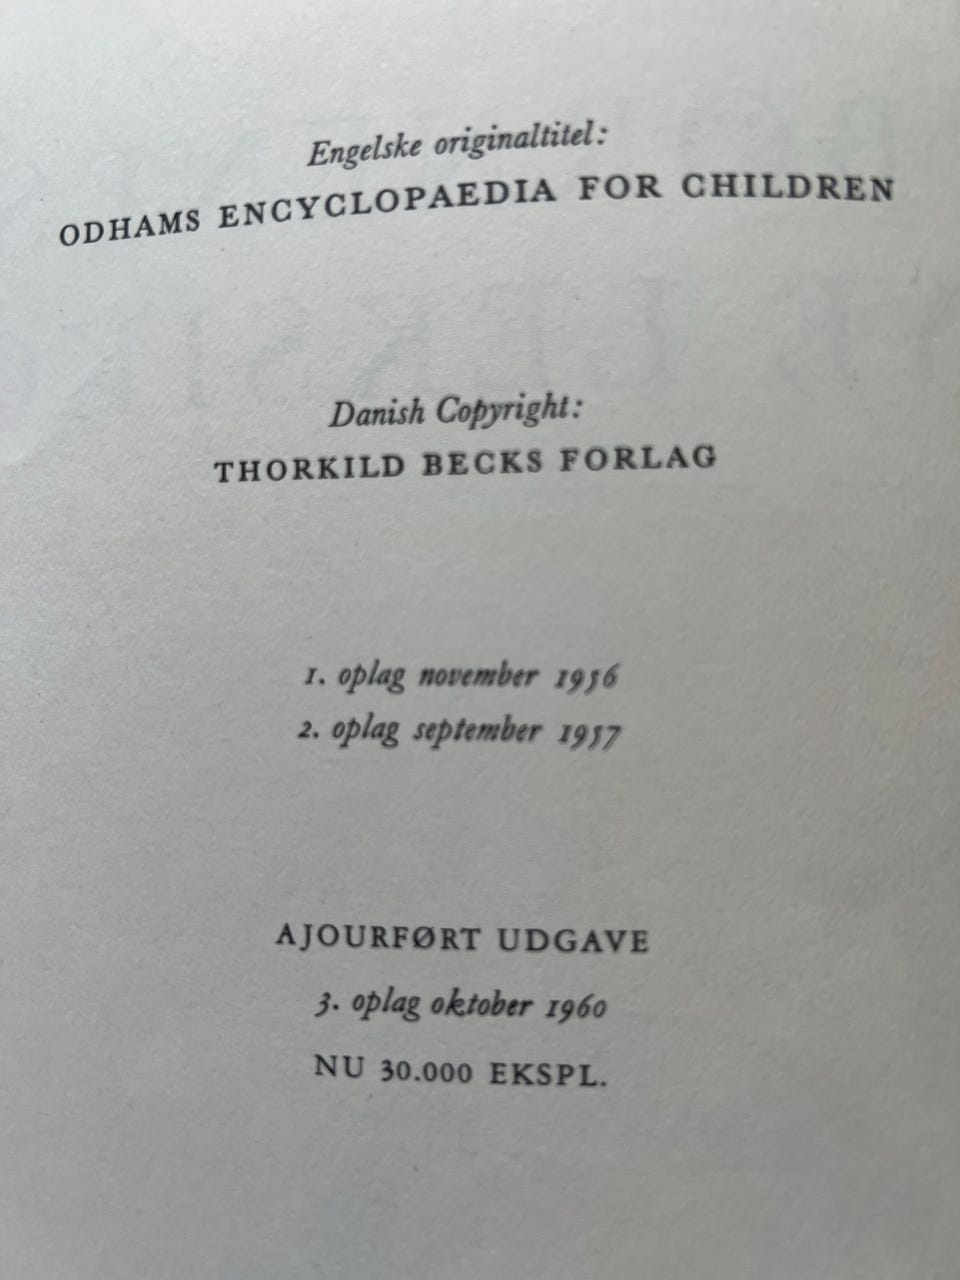 Engelske originaltitel:
ODHAMS ENCYCLOPAEDIA FOR CHILDREN
Danish Copyright:
THORKILD BECKS FORLAG
1. oplag november 1956
2. oplag september 1957
AJOURFØRT UDGAVE
3. oplag oktober 1960
NU 30.000 EKSPL.